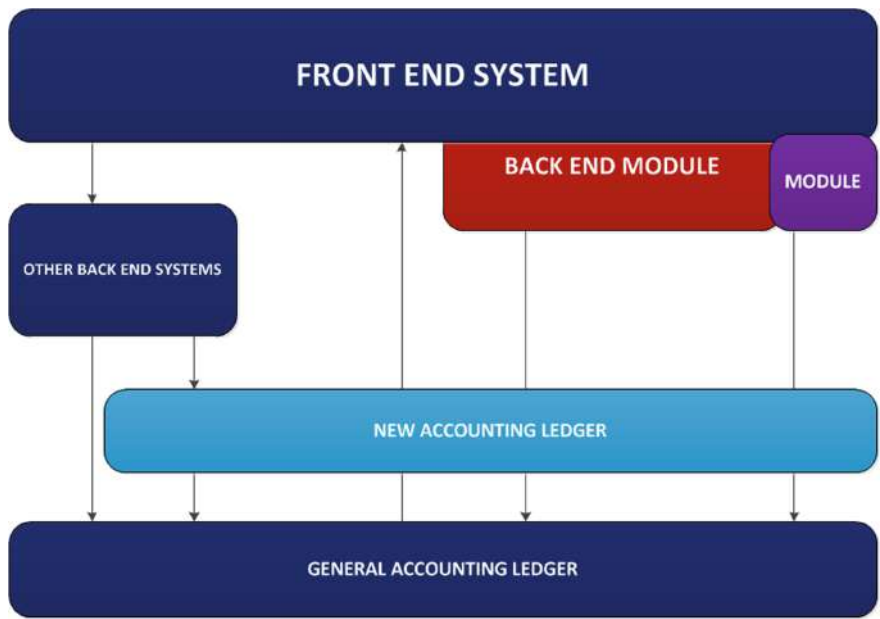 FRONT END SYSTEM
BACK END MODULE
MODULE
OTHER BACK END SYSTEMS
NEW ACCOUNTING LEDGER
GENERAL ACCOUNTING LEDGER